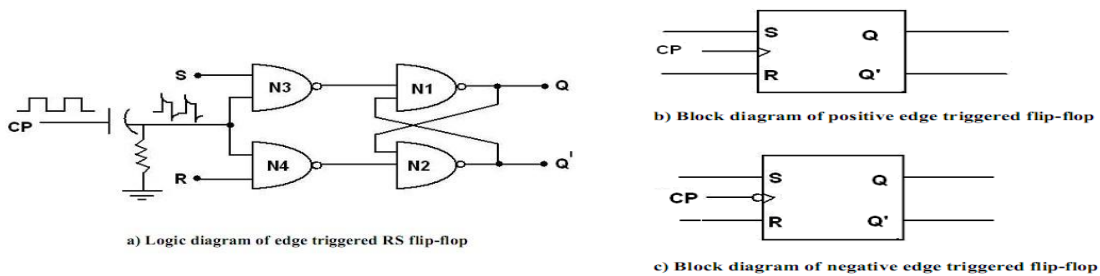 S
N3
N1
Q
CP
R
N4
N2
Q'
a) Logic diagram of edge triggered RS flip-flop
S
Q
CP
R
Q'
b) Block diagram of positive edge triggered flip-flop
S
Q
CP
R
Q'
c) Block diagram of negative edge triggered flip-flop